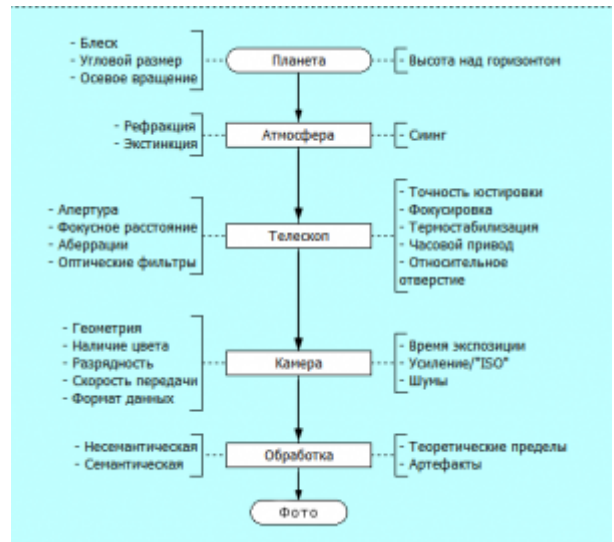 - Блеск
- Угловой размер
- Осевое вращение
Планета
- Высота над горизонтом
- Рефракция
- Экстинкция
Атмосфера
- Сиинг
- Апертура
- Фокусное расстояние
- Аберрации
- Оптические фильтры
Телескоп
- Точность юстировки
- Фокусировка
- Термостабилизация
- Часовой привод
- Относительное
отверстие
- Геометрия
- Наличие цвета
- Разрядность
- Скорость передачи
- Формат данных
Камера
- Время экспозиции
- Усиление/"ISO"
- Шумы
- Несемантическая
- Семантическая
Обработка
- Теоретические пределы
- Артефакты
Фото